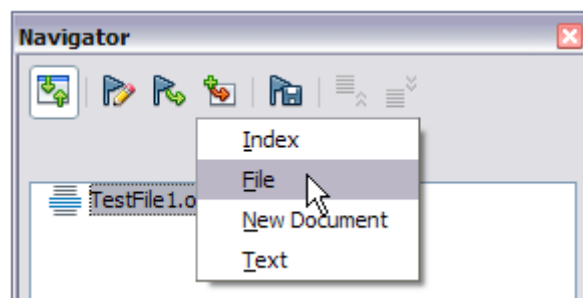 Navigator
Index
File
TestFile1.o
New Document
Text